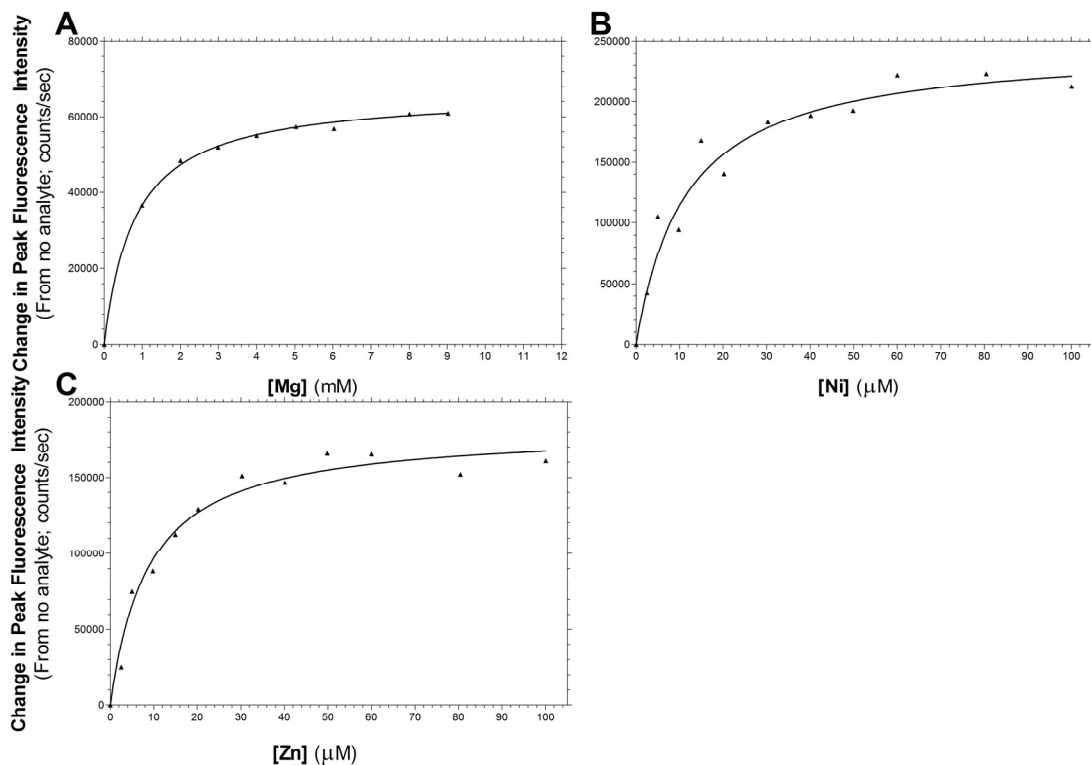 A
Change in Peak Fluorescence Intensity
(From no analyte; counts/sec)
80000
60000
40000
20000
0
0 1 2 3 4 5 6 7 8 9 10 11 12
[Mg] (mM)
B
250000
200000
150000
100000
50000
0
0 10 20 30 40 50 60 70 80 90 100
[Ni] (μM)
C
Change in Peak Fluorescence Intensity
(From no analyte; counts/sec)
200000
150000
100000
50000
0
0 10 20 30 40 50 60 70 80 90 100
[Zn] (μM)